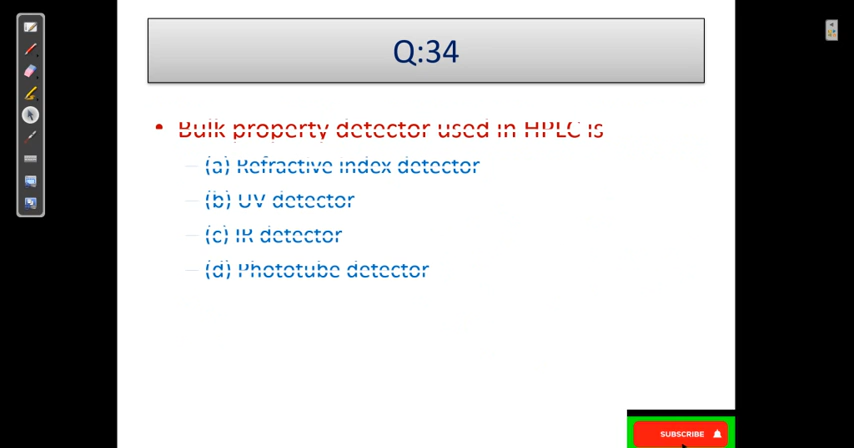 Q:34
• Bulk property detector used in HPLC is
– (a) Refractive index detector
– (b) UV detector
– (c) IR detector
– (d) Phototube detector
SUBSCRIBE